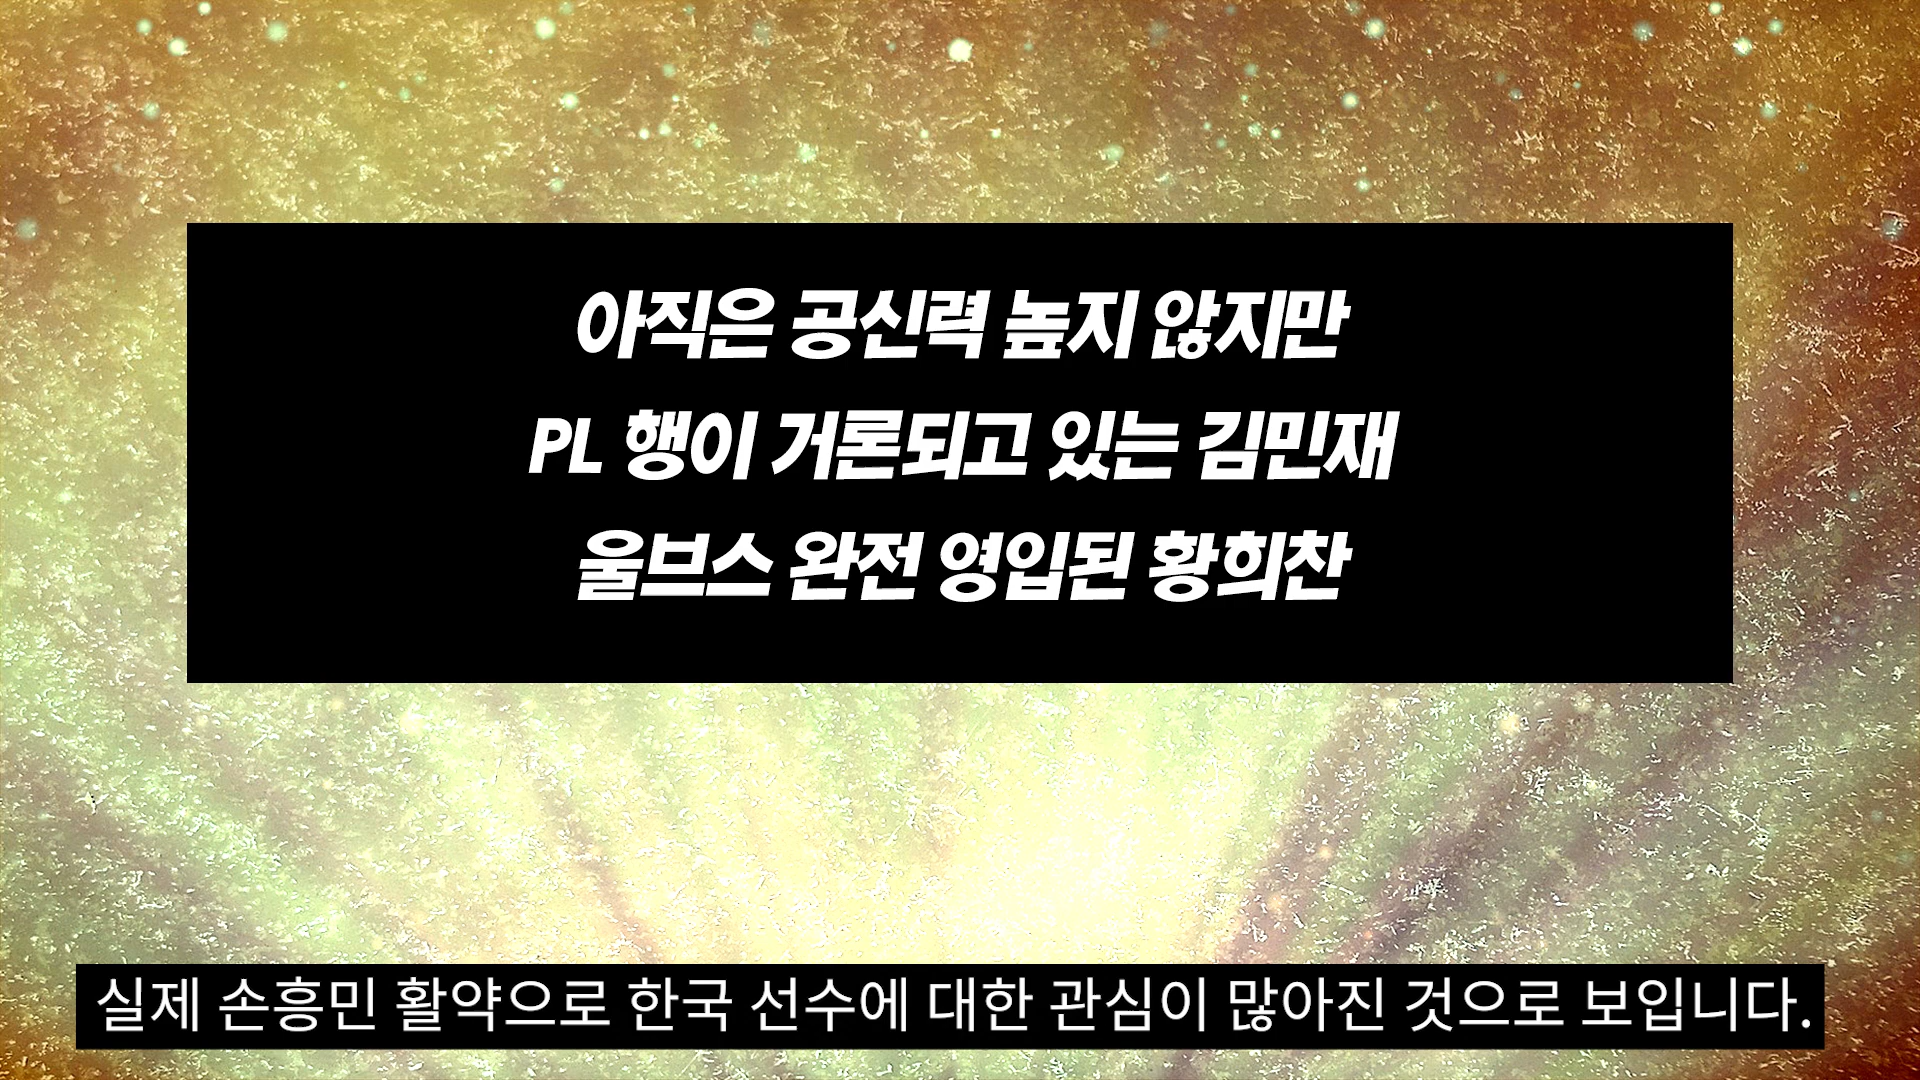 아직은 공신력 높지 않지만
PL 행이 거론되고 있는 김민재
울브스 완전 영입된 황희찬
실제 손흥민 활약으로 한국 선수에 대한 관심이 많아진 것으로 보입니다.